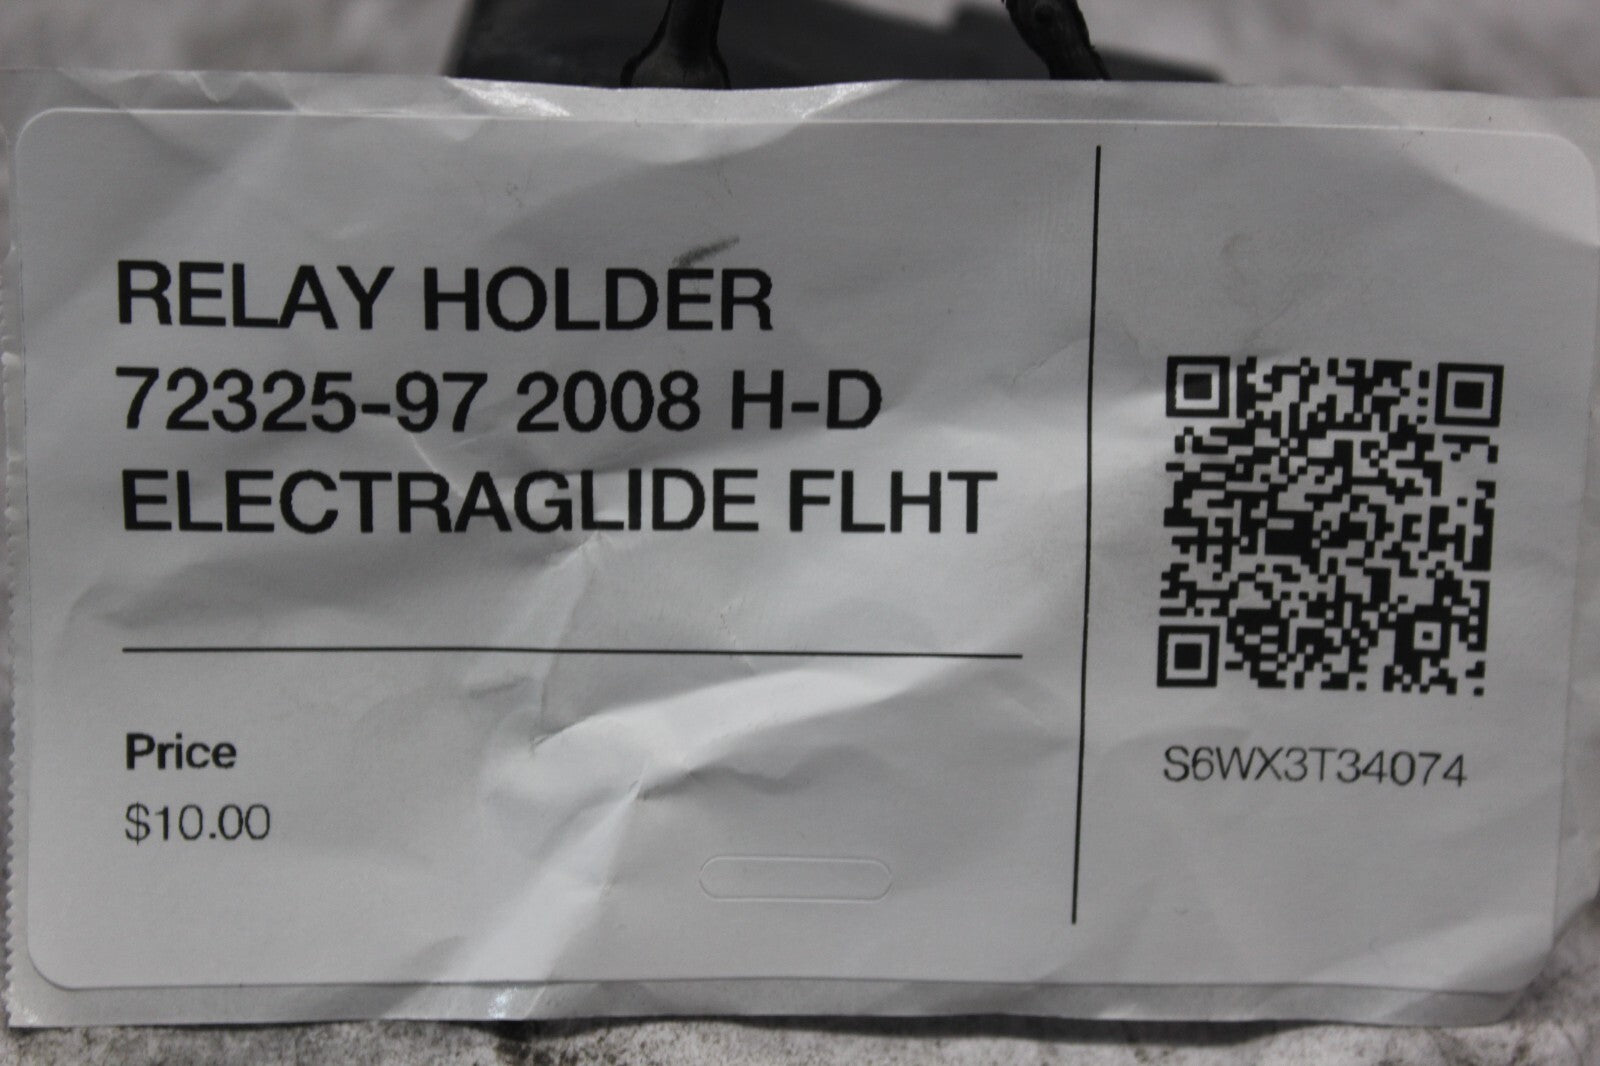 RELAY HOLDER
72325-97 2008 H-D
ELECTRAGLIDE FLHT
Price
$10.00
S6WX3T34074